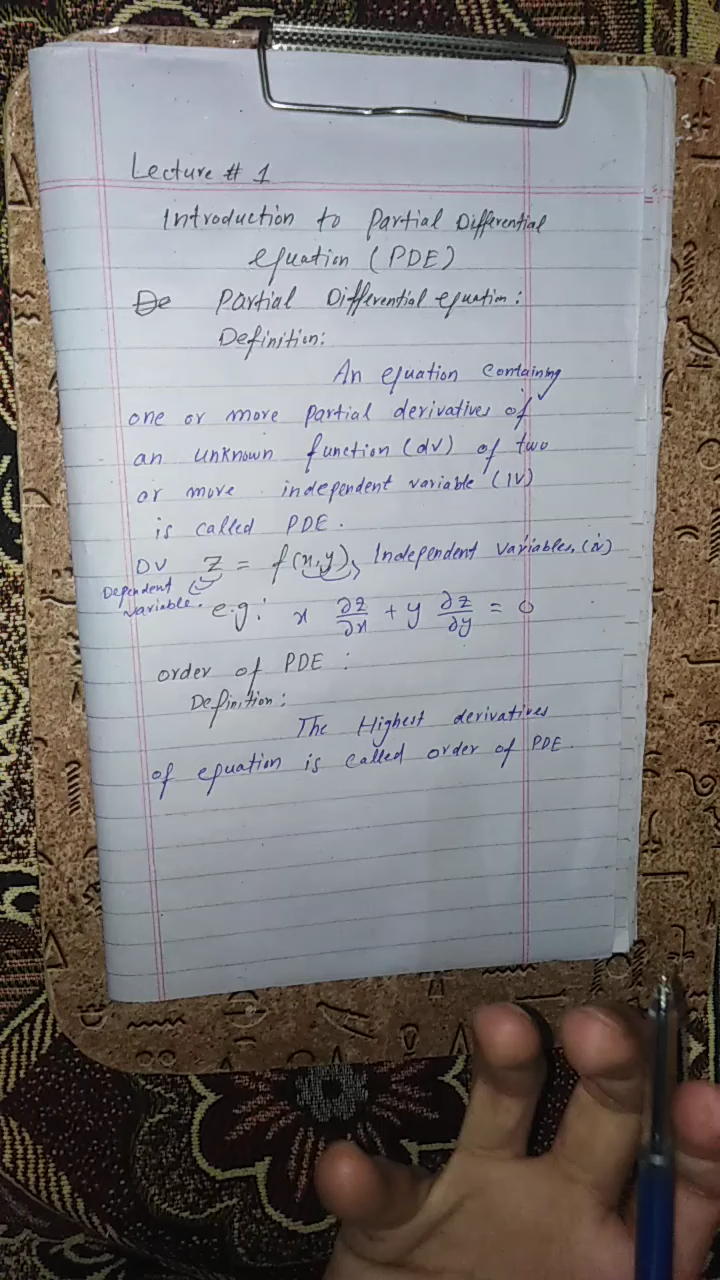 Lecture # 1
Introduction to Partial Differential
equation (PDE)
De Partial Differential equation:
Definition:
An equation containing
one or more partial derivatives of
an unknown function (dv) of two
or more independent variable (IV)
is called PDE.
DV z = f(x,y), Independent variables, (iv)
Dependent
variable.
e.g: x ∂z/∂x + y ∂z/∂y = 0
order of PDE :
Definition:
The Highest derivatives
of equation is called order of PDE.